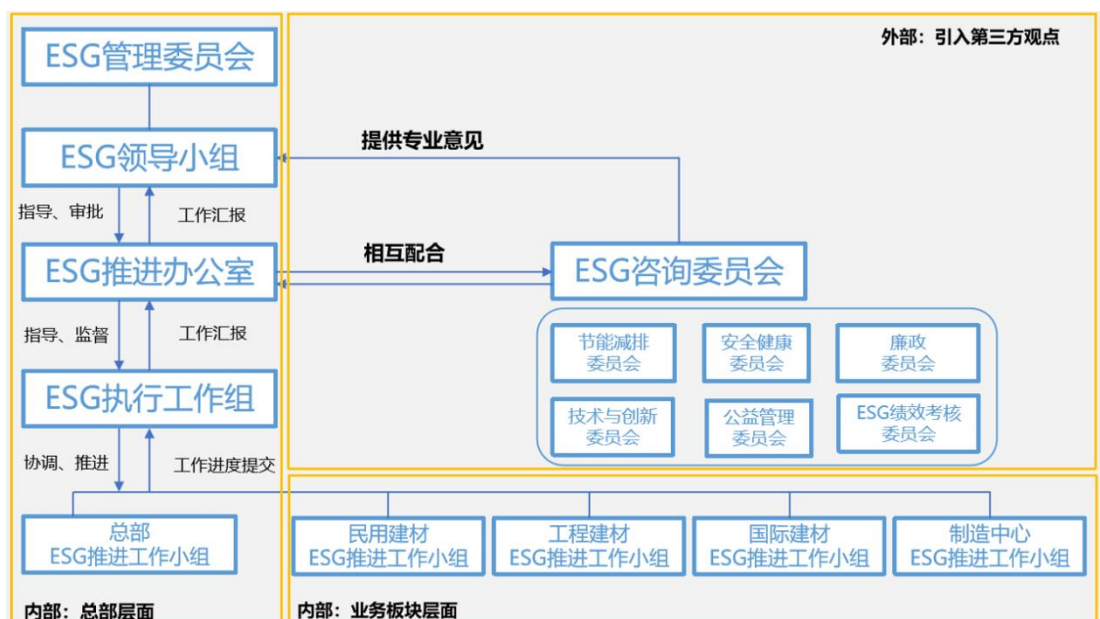 ESG管理委员会
外部：引入第三方观点
ESG领导小组
提供专业意见
指导、审批
工作汇报
ESG推进办公室
相互配合
ESG咨询委员会
指导、监督
工作汇报
节能减排
委员会
安全健康
委员会
廉政
委员会
ESG执行工作组
技术与创新
委员会
公益管理
委员会
ESG绩效考核
委员会
协调、推进
工作进度提交
总部
ESG推进工作小组
民用建材
ESG推进工作小组
工程建材
ESG推进工作小组
国际建材
ESG推进工作小组
制造中心
ESG推进工作小组
内部：总部层面
内部：业务板块层面